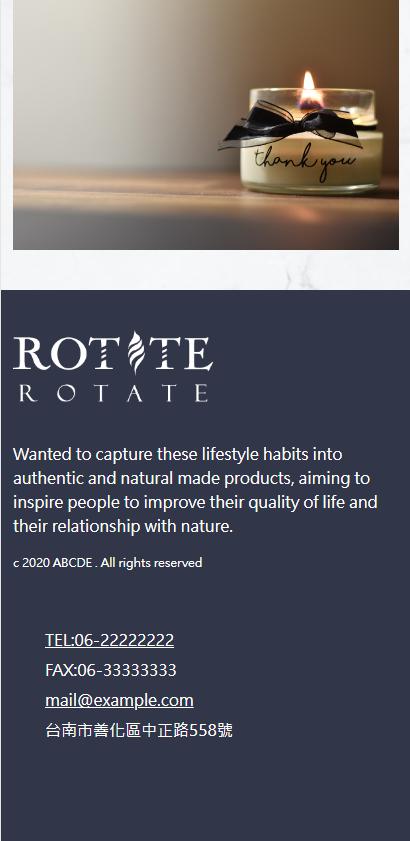 thank you
ROTATE
ROTATE
Wanted to capture these lifestyle habits into
authentic and natural made products, aiming to
inspire people to improve their quality of life and
their relationship with nature.
c 2020 ABCDE . All rights reserved
TEL:06-22222222
FAX:06-33333333
mail@example.com
台南市善化區中正路558號